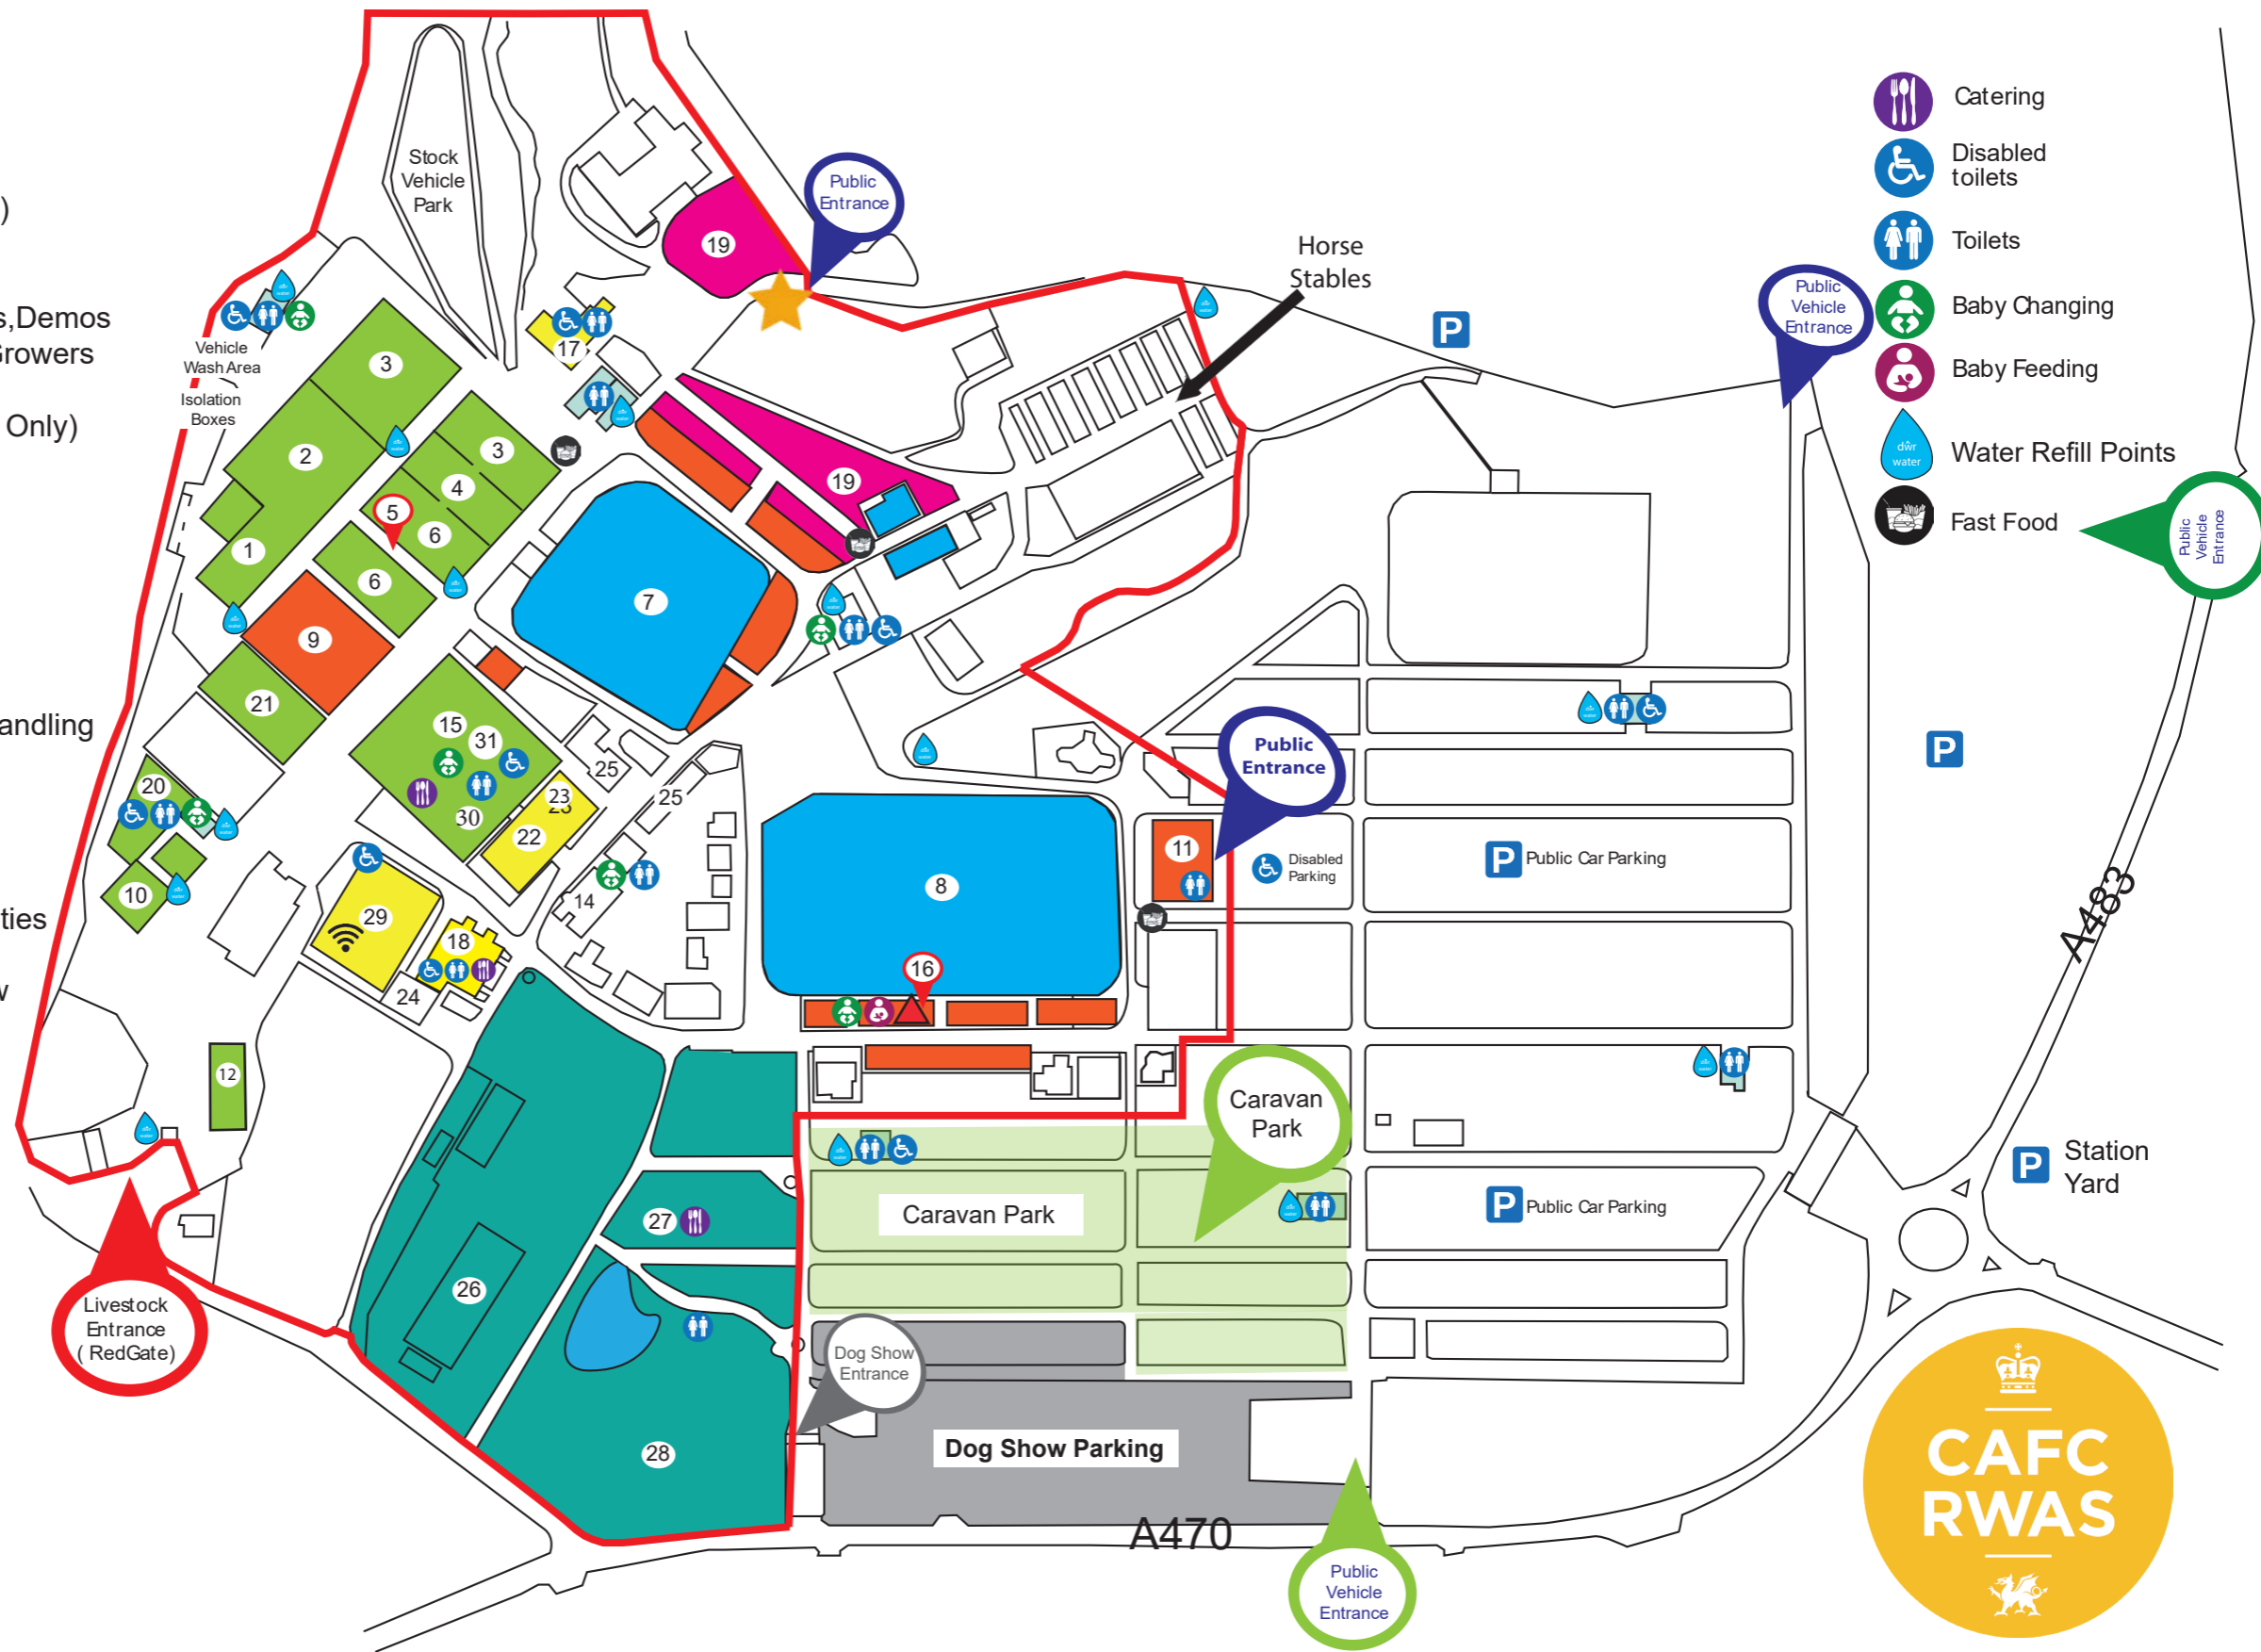 )
s,Demos
Growers
Only)
andling
ties
w
Stock
Vehicle
Park
Public
Entrance
19
Horse
Stables
Public
Vehicle
Entrance
Catering
Disabled
toilets
Toilets
Baby Changing
Baby Feeding
dŵr
water
Water Refill Points
Fast Food
Public
Vehicle
Entrance
P
Vehicle
Wash Area
Isolation
Boxes
17
3
2
3
4
5
6
1
6
19
7
9
21
15
31
25
25
20
23
30
22
10
29
18
24
14
8
16
11
Public
Entrance
Disabled
Parking
P Public Car Parking
P
A483
12
Caravan
Park
Caravan Park
27
26
28
P Public Car Parking
P Station
Yard
Livestock
Entrance
( RedGate)
Dog Show
Entrance
Dog Show Parking
A470
Public
Vehicle
Entrance
CAFC
RWAS